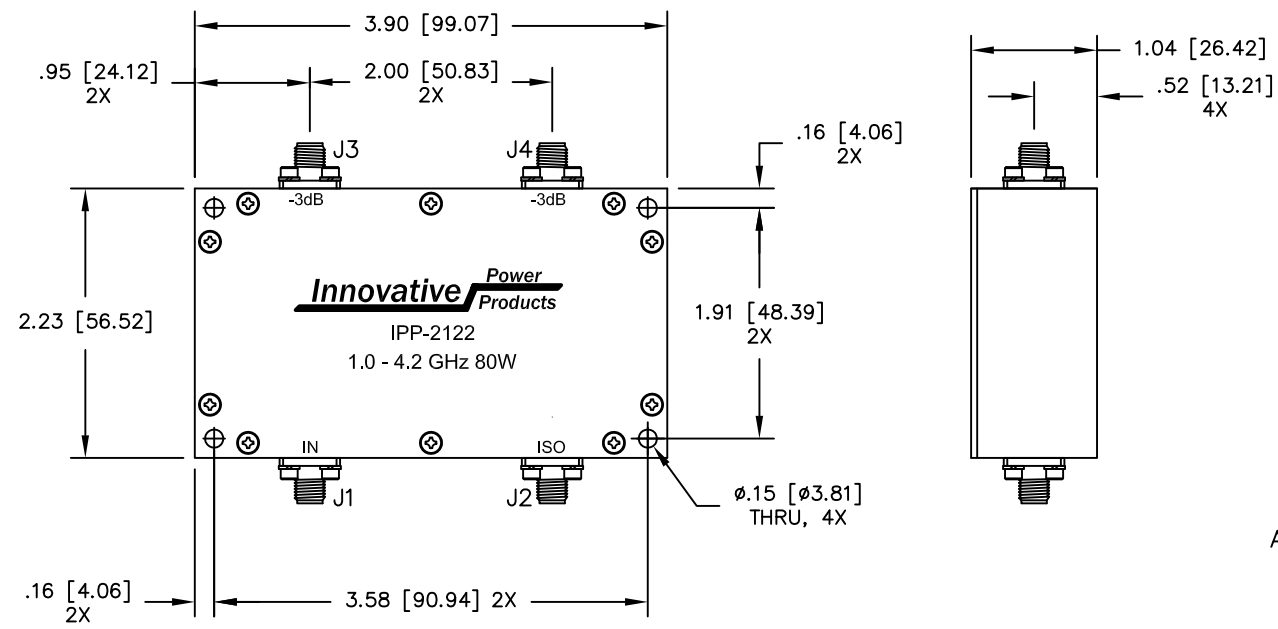 3.90 [99.07]
.95 [24.12]
2X
2.00 [50.83]
2X
1.04 [26.42]
.52 [13.21]
4X
.16 [4.06]
2X
J3
J4
-3dB
-3dB
Innovative Power Products
IPP-2122
1.0 - 4.2 GHz 80W
2.23 [56.52]
1.91 [48.39]
2X
IN
ISO
J1
J2
ø.15 [ø3.81]
THRU, 4X
.16 [4.06]
2X
3.58 [90.94] 2X